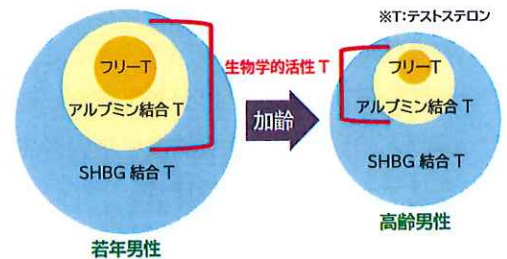 ※T:テストステロン
フリーT
アルブミン結合 T
SHBG 結合 T
若年男性
生物学的活性 T
加齢
フリーT
アルブミン結合 T
SHBG 結合 T
高齢男性